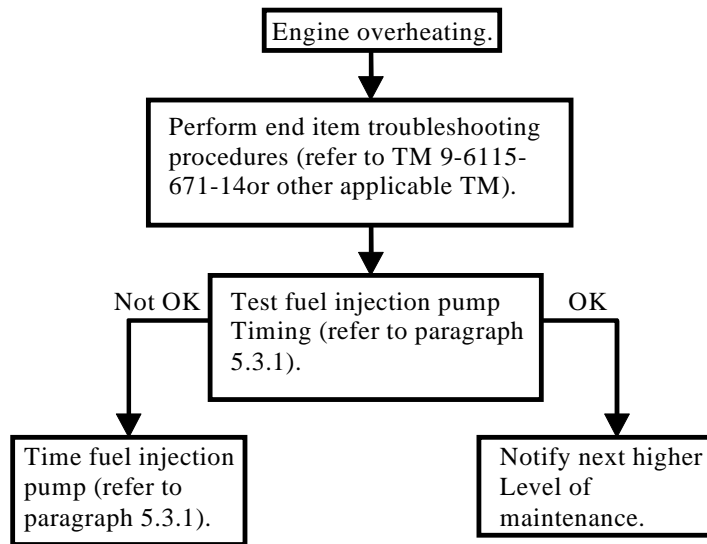 Engine overheating.
Perform end item troubleshooting
procedures (refer to TM 9-6115-
671-14or other applicable TM).
Not OK
Test fuel injection pump
Timing (refer to paragraph
5.3.1).
OK
Time fuel injection
pump (refer to
paragraph 5.3.1).
Notify next higher
Level of
maintenance.